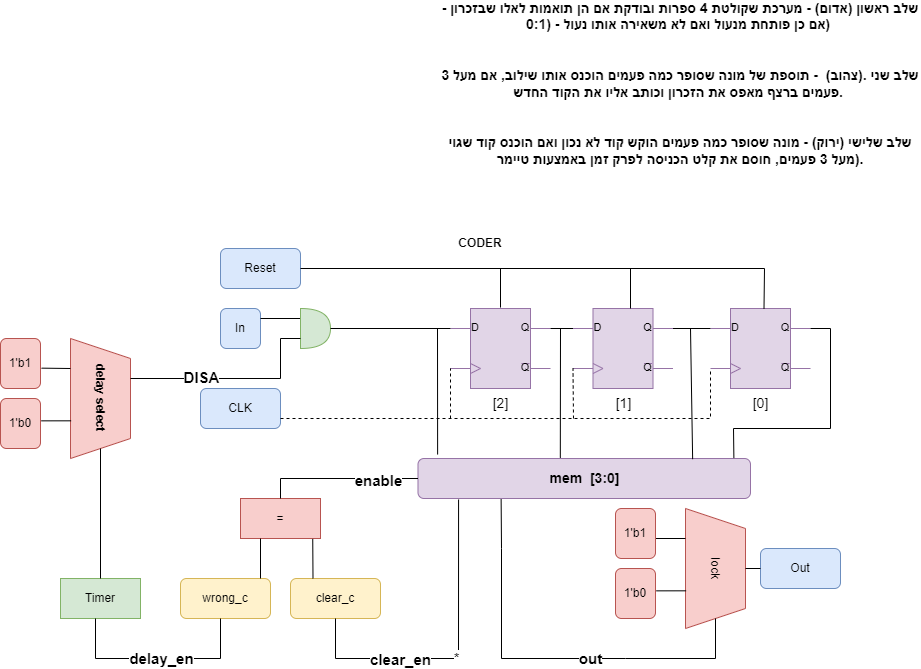 שלב ראשון (אדום) - מערכת שקולטת 4 ספרות ובודקת אם הן תואמות לאלו שבזכרון -
(אם כן פותחת מנעול ואם לא משאירה אותו נעול - (0:1
שלב שני .(צהוב) - תוספת של מונה שסופר כמה פעמים הוכנס אותו שילוב, אם מעל 3
.פעמים ברצף מאפס את הזכרון וכותב אליו את הקוד החדש
שלב שלישי (ירוק) - מונה שסופר כמה פעמים הוקש קוד לא נכון ואם הוכנס קוד שגוי
.(מעל 3 פעמים, חוסם את קלט הכניסה לפרק זמן באמצעות טיימר
CODER
Reset
In
D Q
Q
D Q
Q
D Q
Q
1'b1
delay select
DISA
1'b0
CLK
[2]
[1]
[0]
enable
mem [3:0]
=
1'b1
lock
Out
1'b0
Timer
wrong_c
clear_c
delay_en
clear_en
*
out